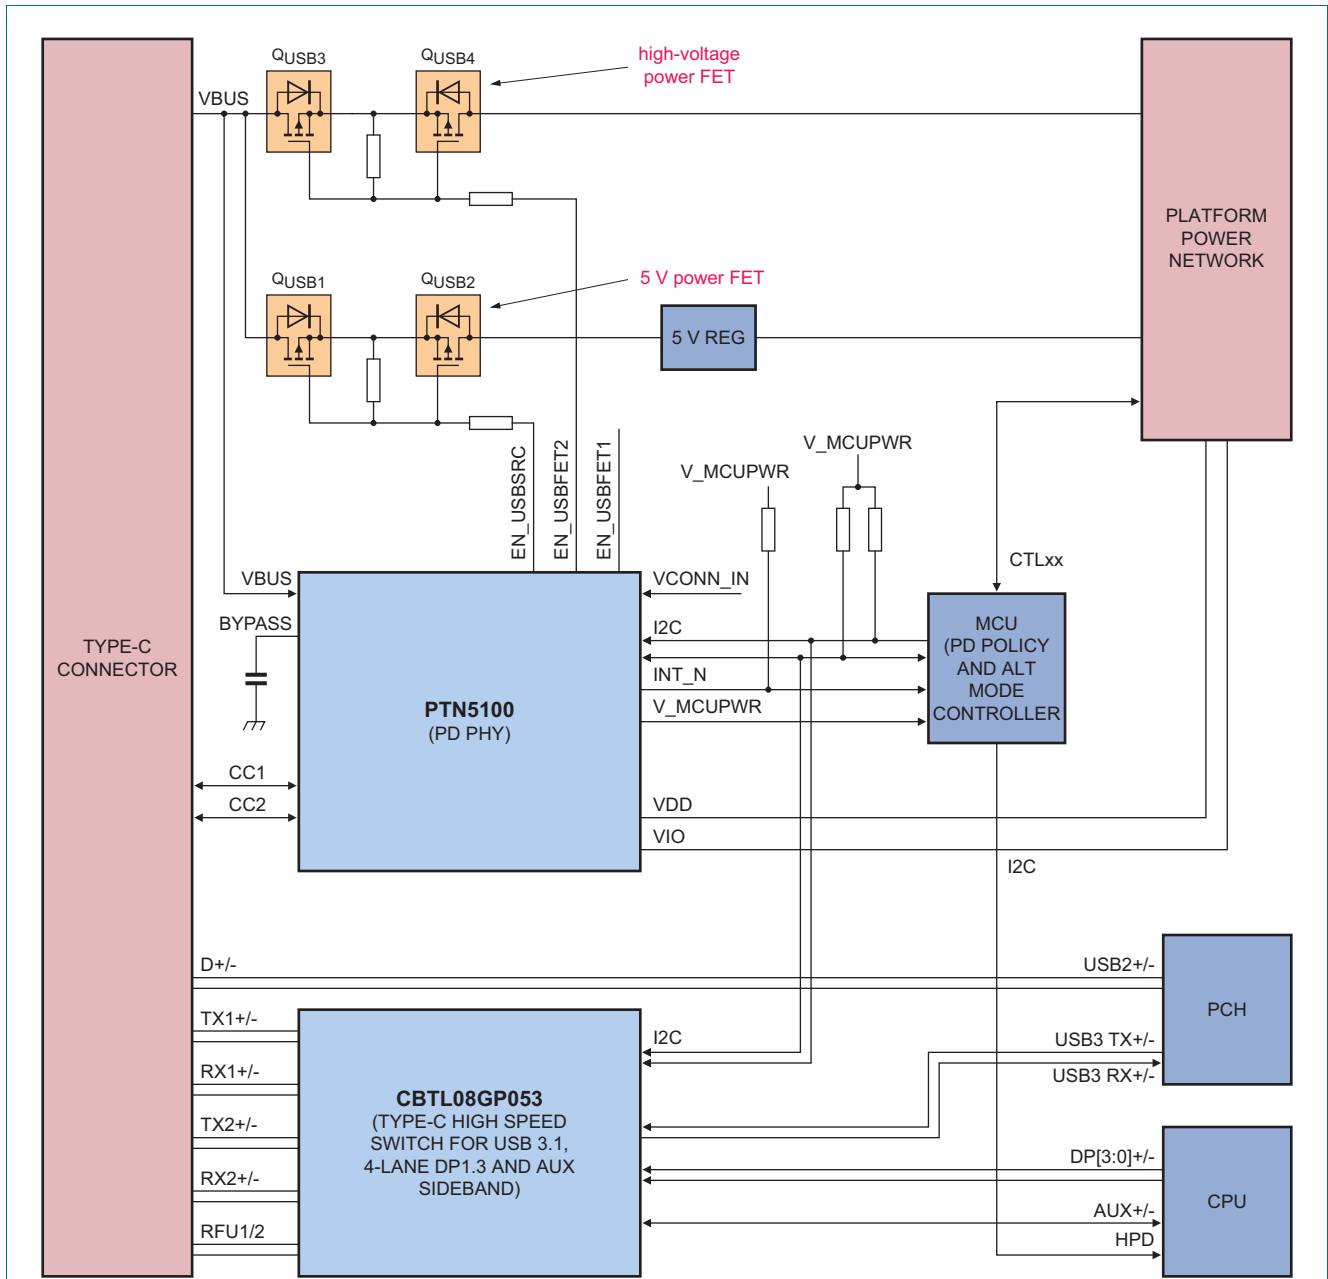 QUSB3
QUSB4
high-voltage
power FET
VBUS
PLATFORM
POWER
NETWORK
QUSB1
QUSB2
5 V power FET
5 V REG
EN_USBSRC
EN_USBFET2
EN_USBFET1
V_MCUPWR
V_MCUPWR
CTLxx
VBUS
BYPASS
VCONN_IN
I2C
INT_N
V_MCUPWR
MCU
(PD POLICY
AND ALT
MODE
CONTROLLER
TYPE-C
CONNECTOR
PTN5100
(PD PHY)
CC1
CC2
VDD
VIO
I2C
D+/-
USB2+/-
PCH
TX1+/-
I2C
USB3 TX+/-
RX1+/-
USB3 RX+/-
CBTL08GP053
(TYPE-C HIGH SPEED
SWITCH FOR USB 3.1,
4-LANE DP1.3 AND AUX
SIDEBAND)
TX2+/-
DP[3:0]+/-
RX2+/-
CPU
AUX+/-
RFU1/2
HPD